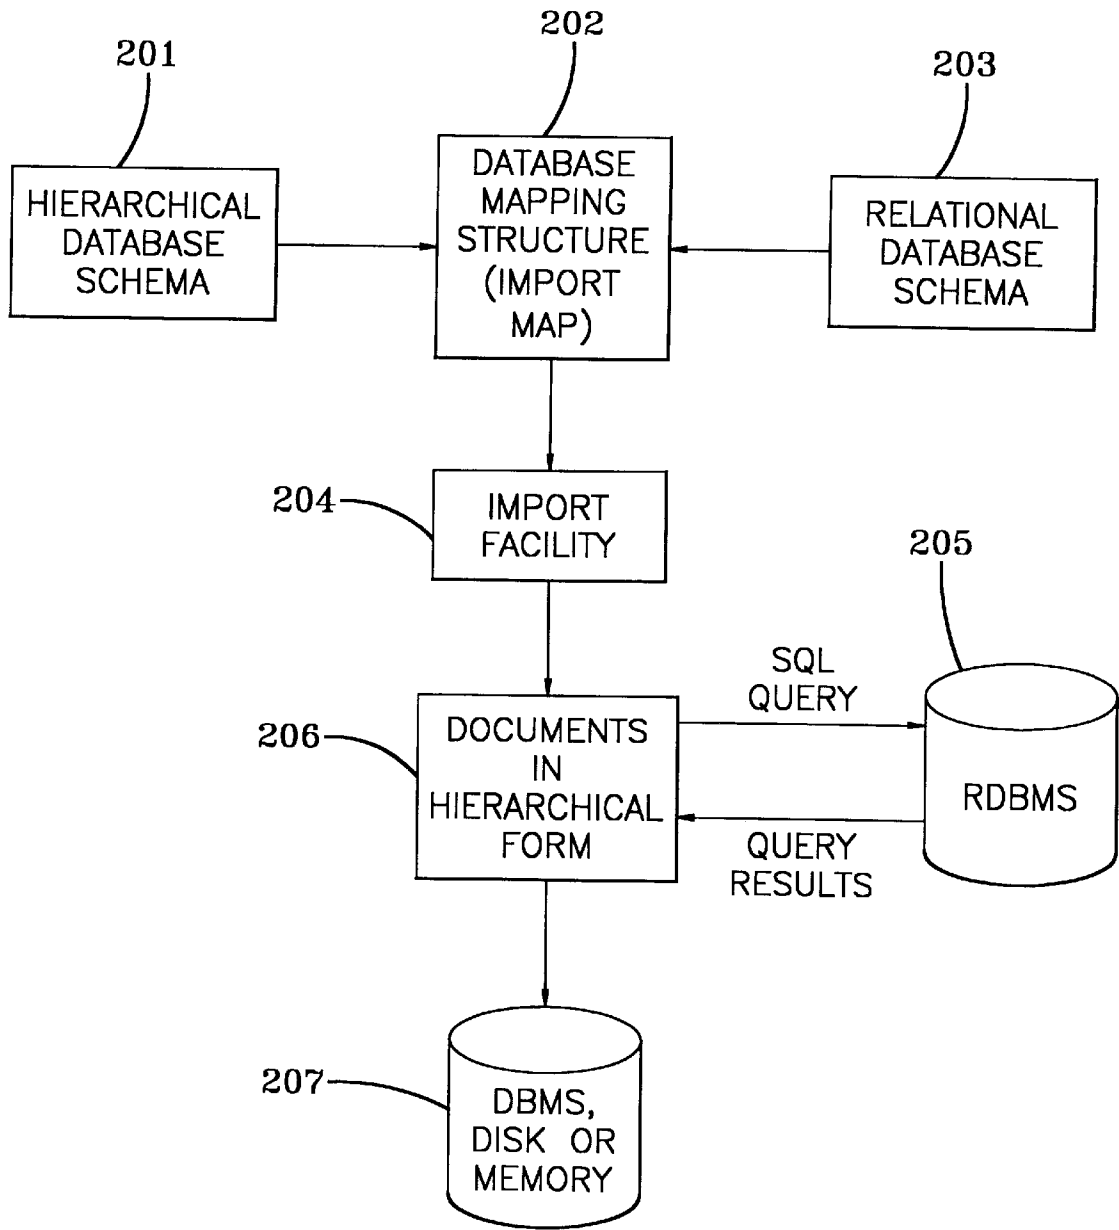 202
201
203
HIERARCHICAL
DATABASE
SCHEMA
DATABASE
MAPPING
STRUCTURE
(IMPORT
MAP)
RELATIONAL
DATABASE
SCHEMA
204
IMPORT
FACILITY
205
SQL
QUERY
206
DOCUMENTS
IN
HIERARCHICAL
FORM
RDBMS
QUERY
RESULTS
207
DBMS,
DISK OR
MEMORY